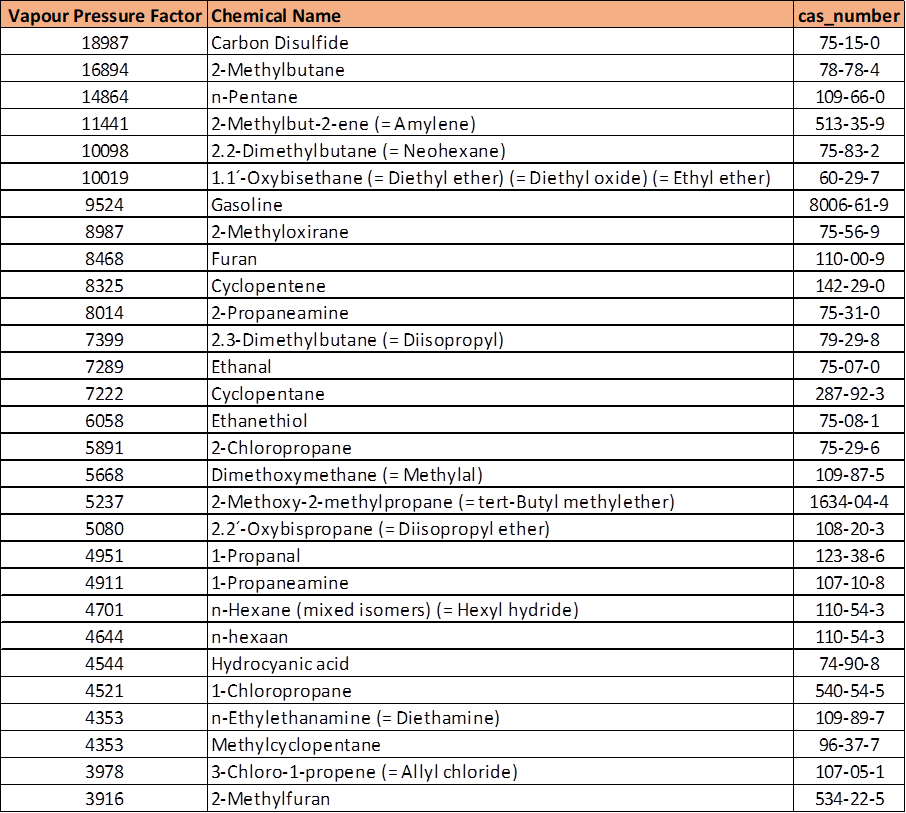 Vapour Pressure Factor Chemical Name cas_number
18987 Carbon Disulfide 75-15-0
16894 2-Methylbutane 78-78-4
14864 n-Pentane 109-66-0
11441 2-Methylbut-2-ene (= Amylene) 513-35-9
10098 2.2-Dimethylbutane (= Neohexane) 75-83-2
10019 1.1´-Oxybisethane (= Diethyl ether) (= Diethyl oxide) (= Ethyl ether) 60-29-7
9524 Gasoline 8006-61-9
8987 2-Methyloxirane 75-56-9
8468 Furan 110-00-9
8325 Cyclopentene 142-29-0
8014 2-Propaneamine 75-31-0
7399 2.3-Dimethylbutane (= Diisopropyl) 79-29-8
7289 Ethanal 75-07-0
7222 Cyclopentane 287-92-3
6058 Ethanethiol 75-08-1
5891 2-Chloropropane 75-29-6
5668 Dimethoxymethane (= Methylal) 109-87-5
5237 2-Methoxy-2-methylpropane (= tert-Butyl methylether) 1634-04-4
5080 2.2´-Oxybispropane (= Diisopropyl ether) 108-20-3
4951 1-Propanal 123-38-6
4911 1-Propaneamine 107-10-8
4701 n-Hexane (mixed isomers) (= Hexyl hydride) 110-54-3
4644 n-hexaan 110-54-3
4544 Hydrocyanic acid 74-90-8
4521 1-Chloropropane 540-54-5
4353 n-Ethylethanamine (= Diethamine) 109-89-7
4353 Methylcyclopentane 96-37-7
3978 3-Chloro-1-propene (= Allyl chloride) 107-05-1
3916 2-Methylfuran 534-22-5